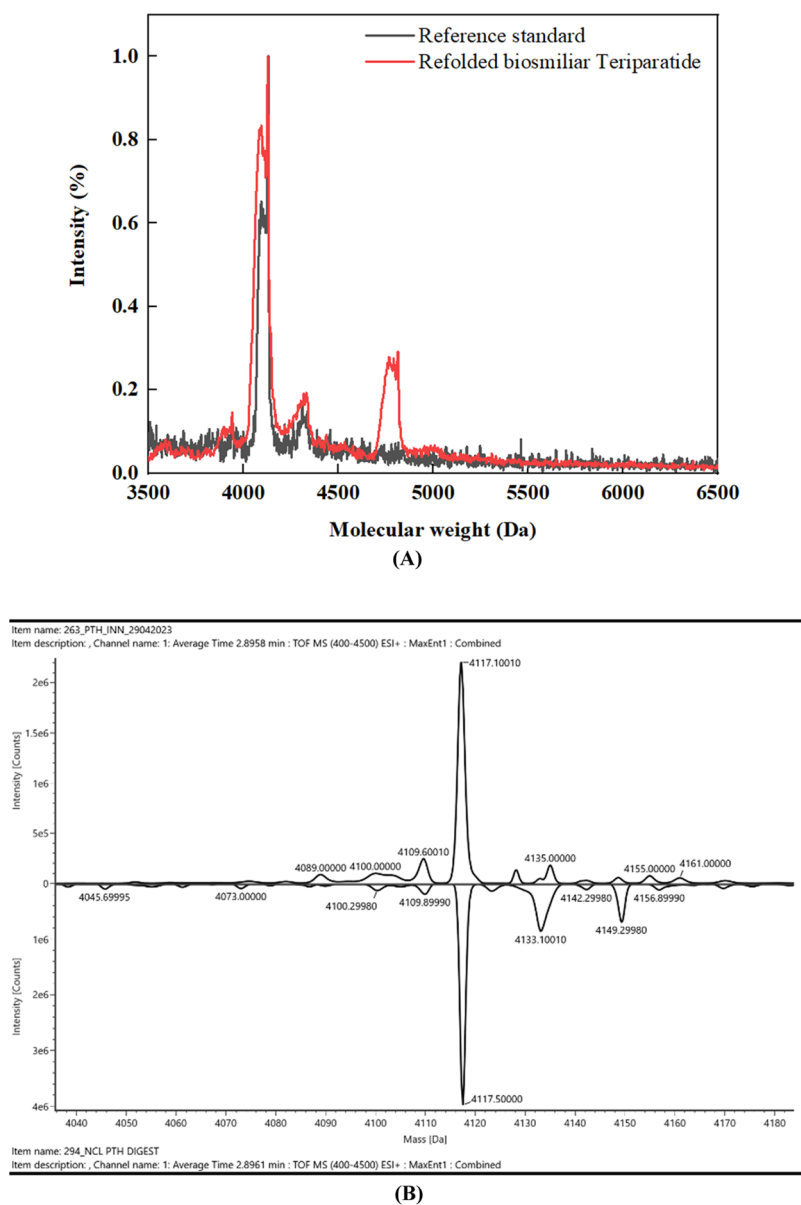 Reference standard
Refolded biosmiliar Teriparatide
1.0
0.8
0.6
0.4
0.2
0.0
Intensity (%)
3500 4000 4500 5000 5500 6000 6500
Molecular weight (Da)
(A)
Item name: 263_PTH_INN_29042023
Item description: , Channel name: 1: Average Time 2.8958 min : TOF MS (400-4500) ESI+ : MaxEnt1 : Combined
4117.10010
2e6
1.5e6
1e6
5e5
0
Intensity [Counts]
4089.00000 4100.00000 4109.60010 4135.00000 4155.00000 4161.00000
4045.69995 4073.00000 4100.29980 4109.89990 4133.10010 4142.29980 4149.29980 4156.89990
1e6
2e6
3e6
4e6
Intensity [Counts]
4117.50000
4040 4050 4060 4070 4080 4090 4100 4110 4120 4130 4140 4150 4160 4170 4180
Mass [Da]
Item name: 294_NCL PTH DIGEST
Item description: , Channel name: 1: Average Time 2.8961 min : TOF MS (400-4500) ESI+ : MaxEnt1 : Combined
(B)